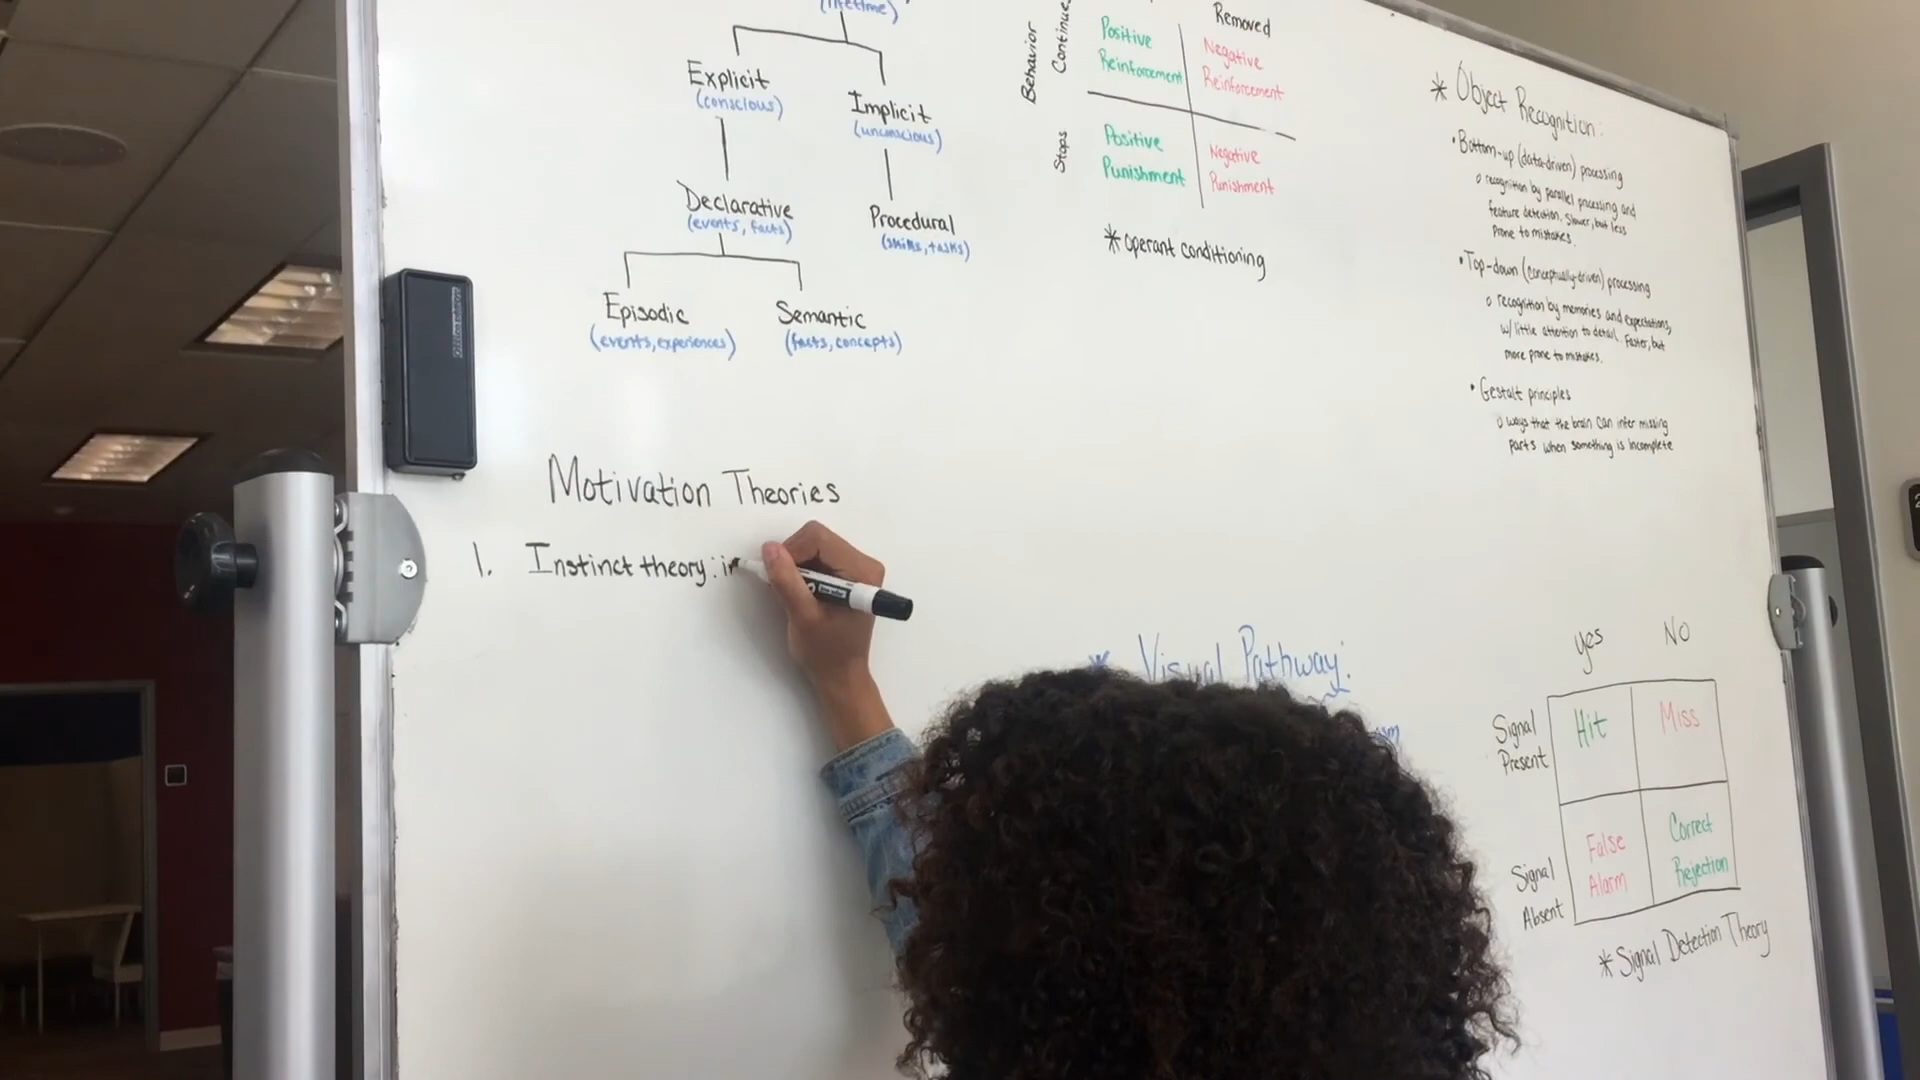 (lifetime)
Explicit
(conscious)
Implicit
(unconscious)
Declarative
(events, facts)
Procedural
(skills, tasks)
Episodic
(events, experiences)
Semantic
(facts, concepts)
Removed
Behavior
Continue
Stops
Positive
Reinforcement
Negative
Reinforcement
Positive
Punishment
Negative
Punishment
* Operant conditioning
* Object Recognition:
• Bottom-up (data-driven) processing
o recognition by parallel processing and
feature detection. Slower, but less
Prone to mistakes.
• Top-down (conceptually-driven) processing
o recognition by memories and expectations,
w/ little attention to detail. Faster, but
more prone to mistakes.
• Gestalt principles
o ways that the brain can infer missing
parts when something is incomplete
Motivation Theories
1. Instinct theory: in
* Visual Pathway:
yes
No
Signal
Present
Hit
Miss
Signal
Absent
False
Alarm
Correct
Rejection
* Signal Detection Theory